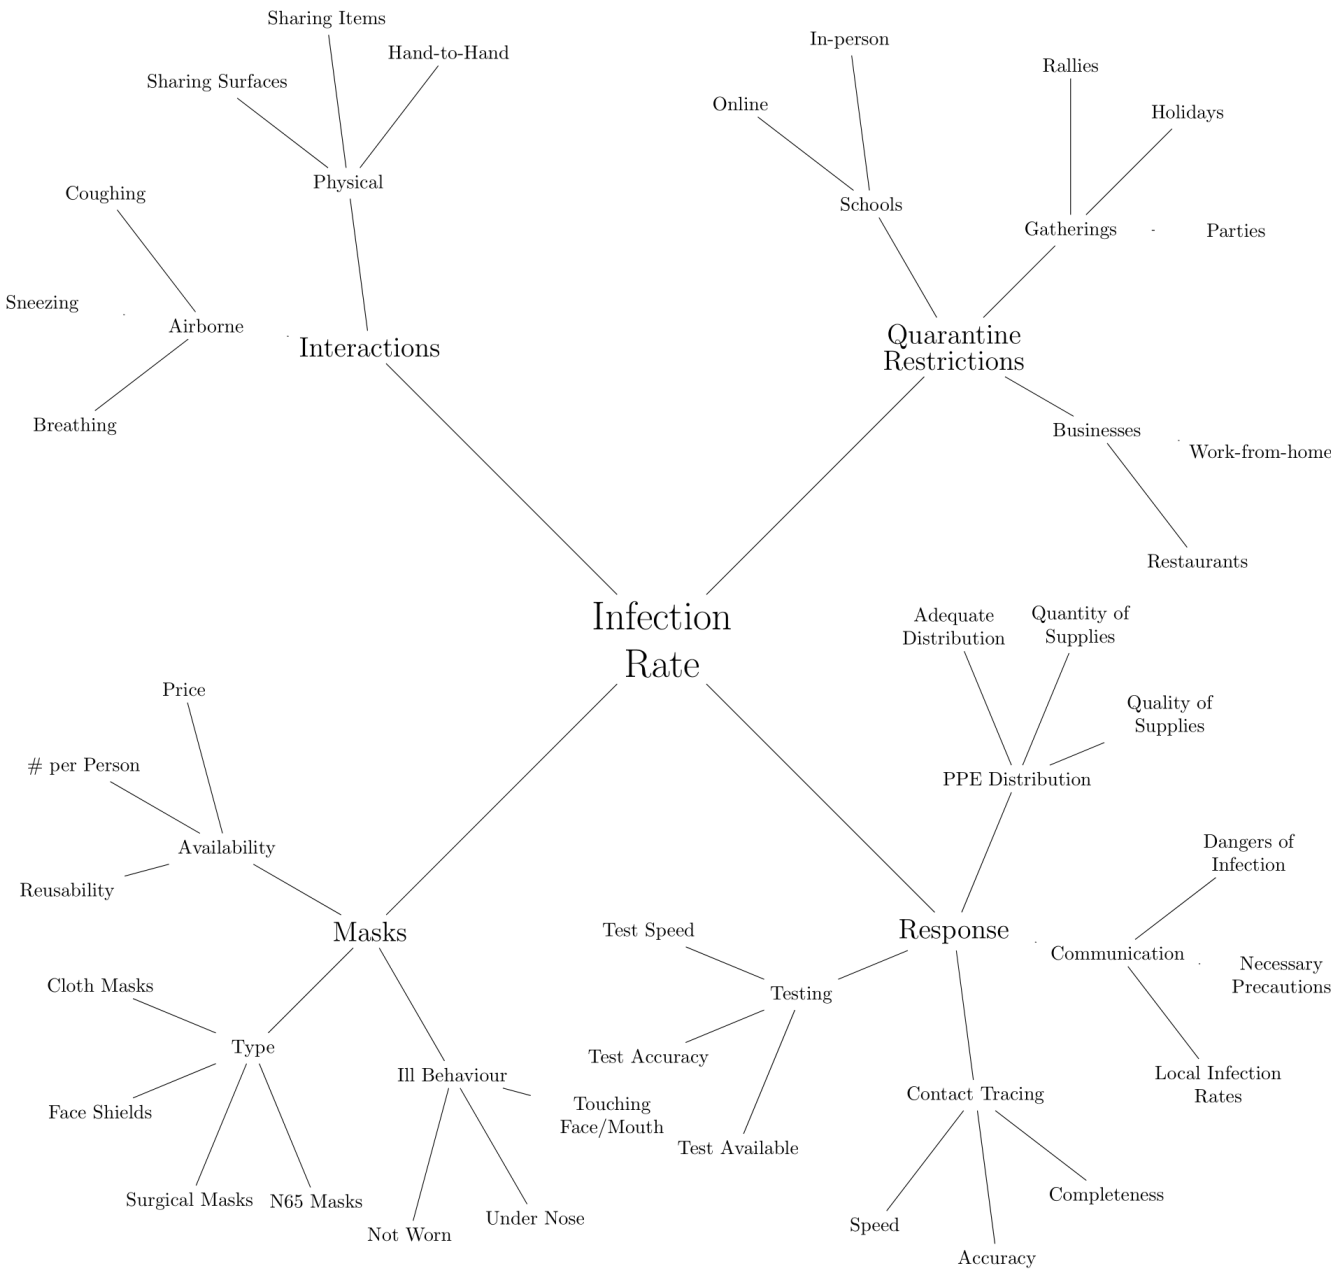 Sharing Items
Hand-to-Hand
Sharing Surfaces
Physical
Coughing
Sneezing
Airborne
Breathing
Interactions
In-person
Online
Schools
Rallies
Holidays
Gatherings
Parties
Quarantine
Restrictions
Businesses
Work-from-home
Restaurants
Infection
Rate
Price
# per Person
Availability
Reusability
Masks
Cloth Masks
Type
Face Shields
Surgical Masks
N65 Masks
Ill Behaviour
Touching
Face/Mouth
Not Worn
Under Nose
Adequate
Distribution
Quantity of
Supplies
Quality of
Supplies
PPE Distribution
Response
Test Speed
Testing
Test Accuracy
Test Available
Dangers of
Infection
Communication
Necessary
Precautions
Local Infection
Rates
Contact Tracing
Completeness
Speed
Accuracy